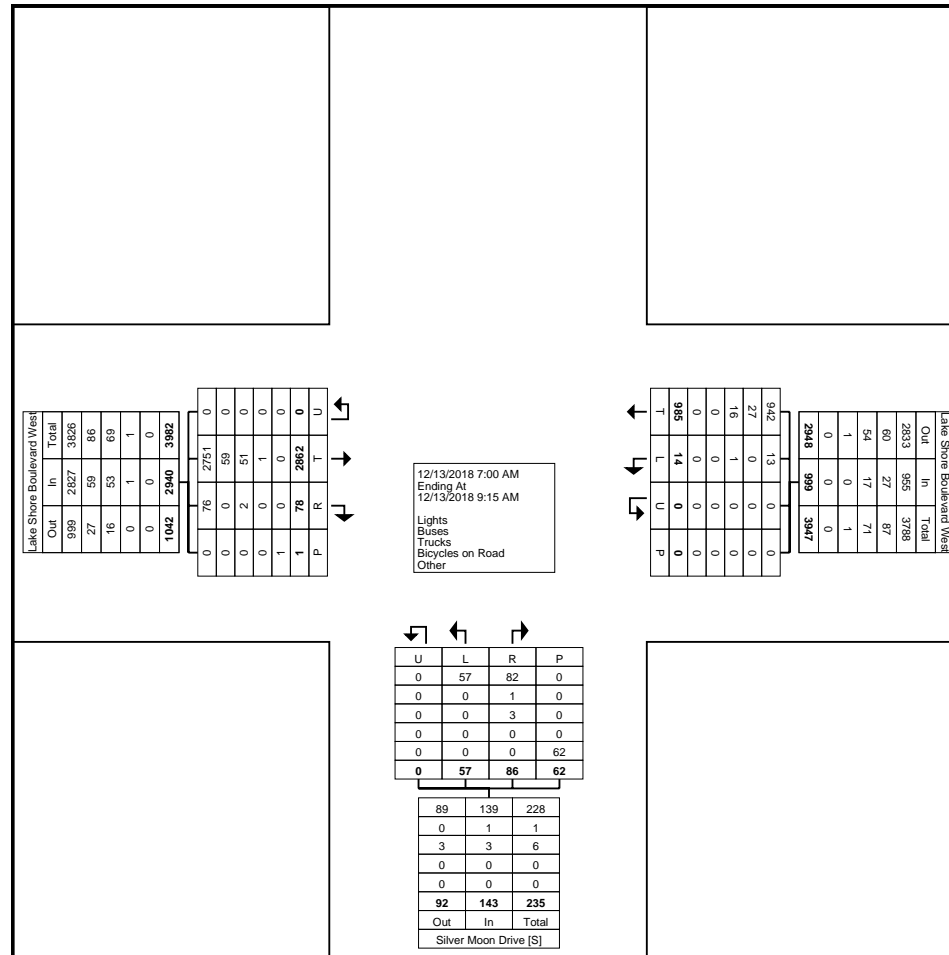 Lake Shore Boulevard West
Out In Total
999 2827 3826
27 59 86
16 53 69
0 1 1
0 0 0
1042 2940 3982
U T R P
0 2862 78 1
0 0 0 1
0 1 0 0
0 51 2 0
0 59 0 0
0 2751 76 0
12/13/2018 7:00 AM
Ending At
12/13/2018 9:15 AM
Lights
Buses
Trucks
Bicycles on Road
Other
942 13 0 0
27 0 0 0
16 1 0 0
0 0 0 0
0 0 0 0
985 14 0 0
T L U P
Lake Shore Boulevard West
Out In Total
2833 955 3788
60 27 87
54 17 71
1 0 1
0 0 0
2948 999 3947
U L R P
0 57 82 0
0 0 1 0
0 0 3 0
0 0 0 0
0 0 0 62
0 57 86 62
89 139 228
0 1 1
3 3 6
0 0 0
0 0 0
92 143 235
Out In Total
Silver Moon Drive [S]